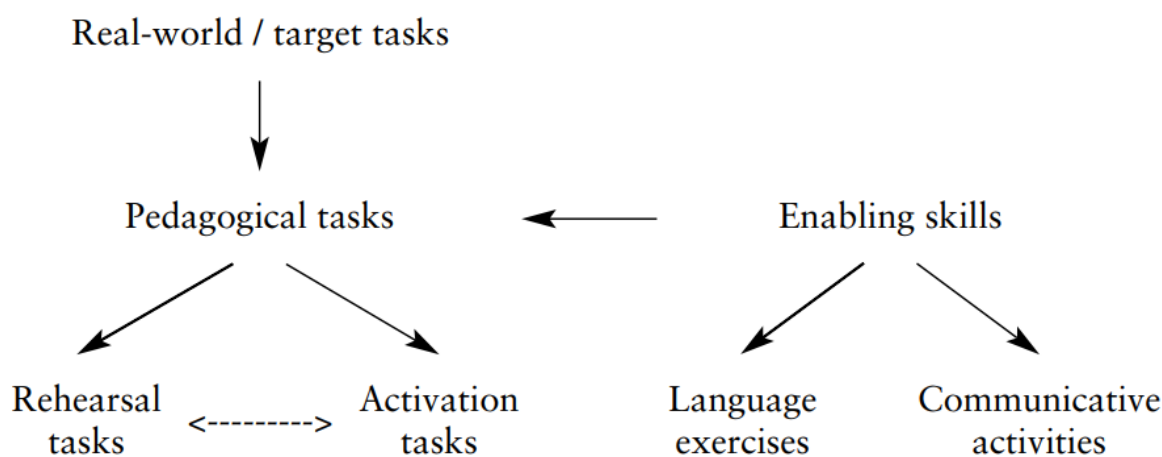 Real-world / target tasks
Pedagogical tasks
Enabling skills
Rehearsal
tasks
<--------->
Activation
tasks
Language
exercises
Communicative
activities